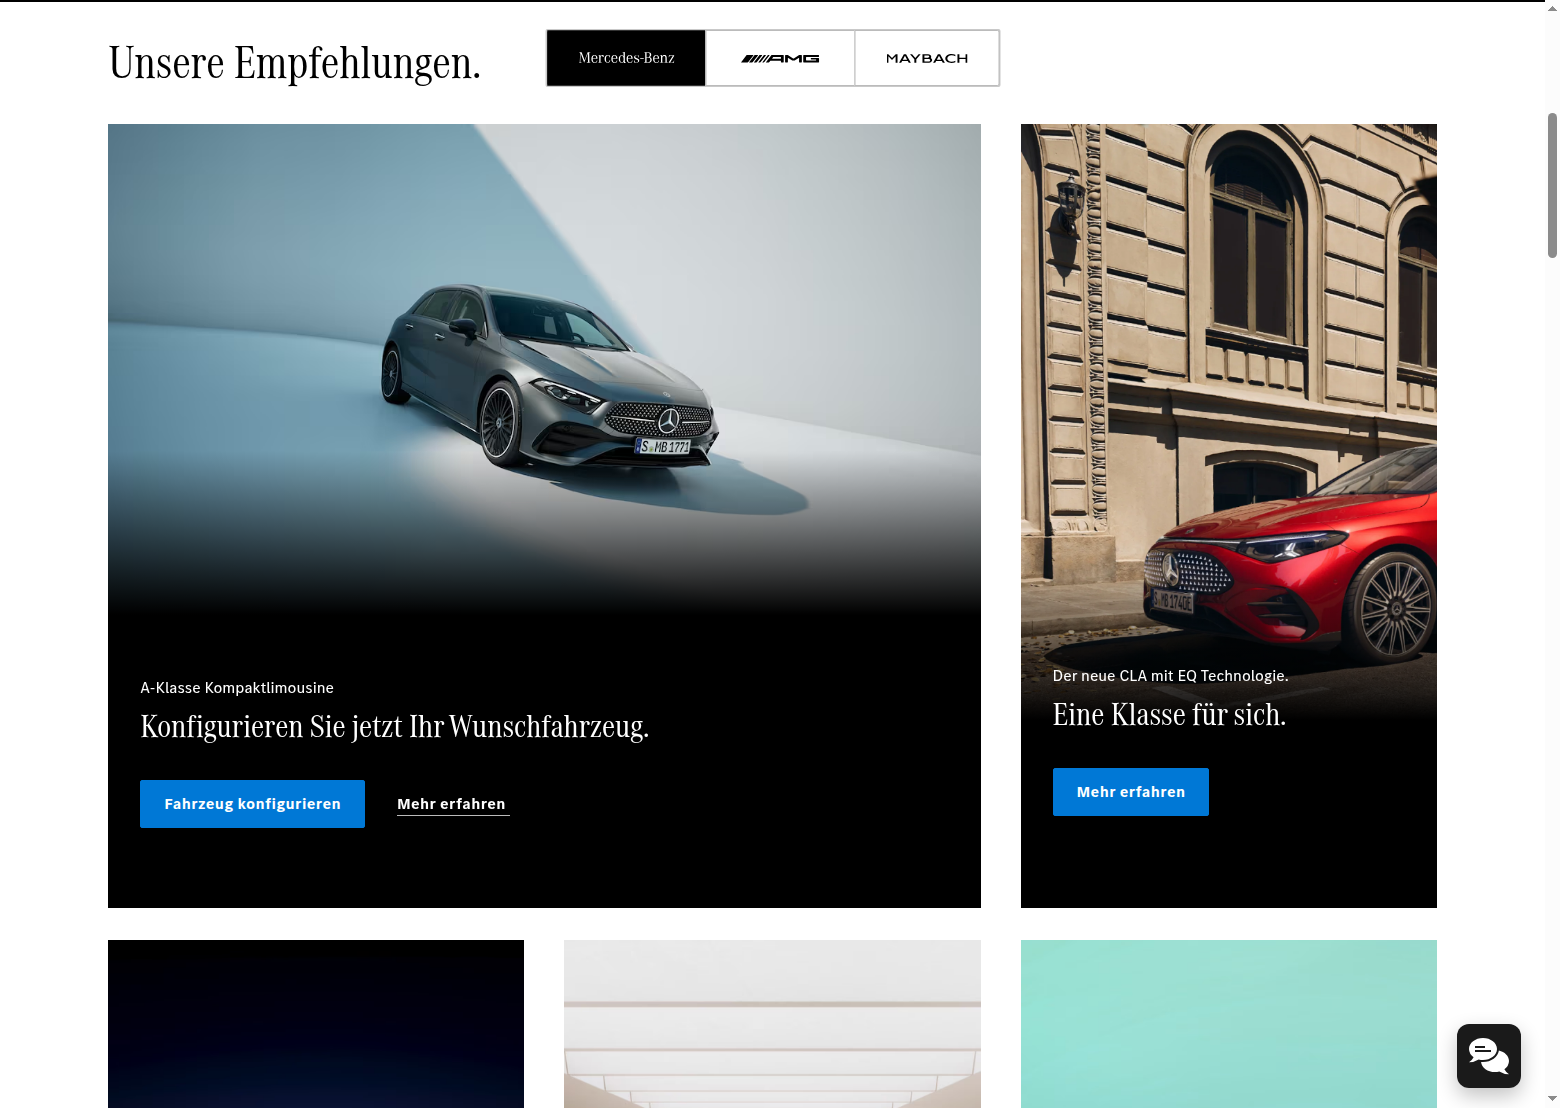 Unsere Empfehlungen.
Mercedes-Benz
AMG
MAYBACH
S MB 1771
S MB 1740E
A-Klasse Kompaktlimousine
Konfigurieren Sie jetzt Ihr Wunschfahrzeug.
Fahrzeug konfigurieren
Mehr erfahren
Der neue CLA mit EQ Technologie.
Eine Klasse für sich.
Mehr erfahren